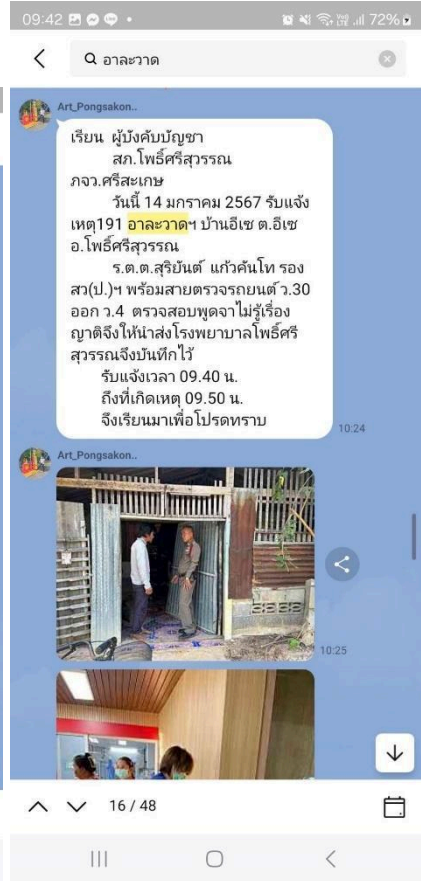 09:42
72%
อาละวาด
Art_Pongsakon..
เรียน ผู้บังคับบัญชา
สภ.โพธิ์ศรีสุวรรณ
ภจว.ศรีสะเกษ
วันนี้ 14 มกราคม 2567 รับแจ้ง
เหตุ191 อาละวาดฯ บ้านอีเซ ต.อีเซ
อ.โพธิ์ศรีสุวรรณ
ร.ต.ต.สุริยันต์ แก้วคันโท รอง
สว(ป.)ฯ พร้อมสายตรวจรถยนต์ ว.30
ออก ว.4 ตรวจสอบพูดจาไม่รู้เรื่อง
ญาติจึงให้นำส่งโรงพยาบาลโพธิ์ศรี
สุวรรณจึงบันทึกไว้
รับแจ้งเวลา 09.40 น.
ถึงที่เกิดเหตุ 09.50 น.
จึงเรียนมาเพื่อโปรดทราบ
10:24
Art_Pongsakon..
10:25
16 / 48